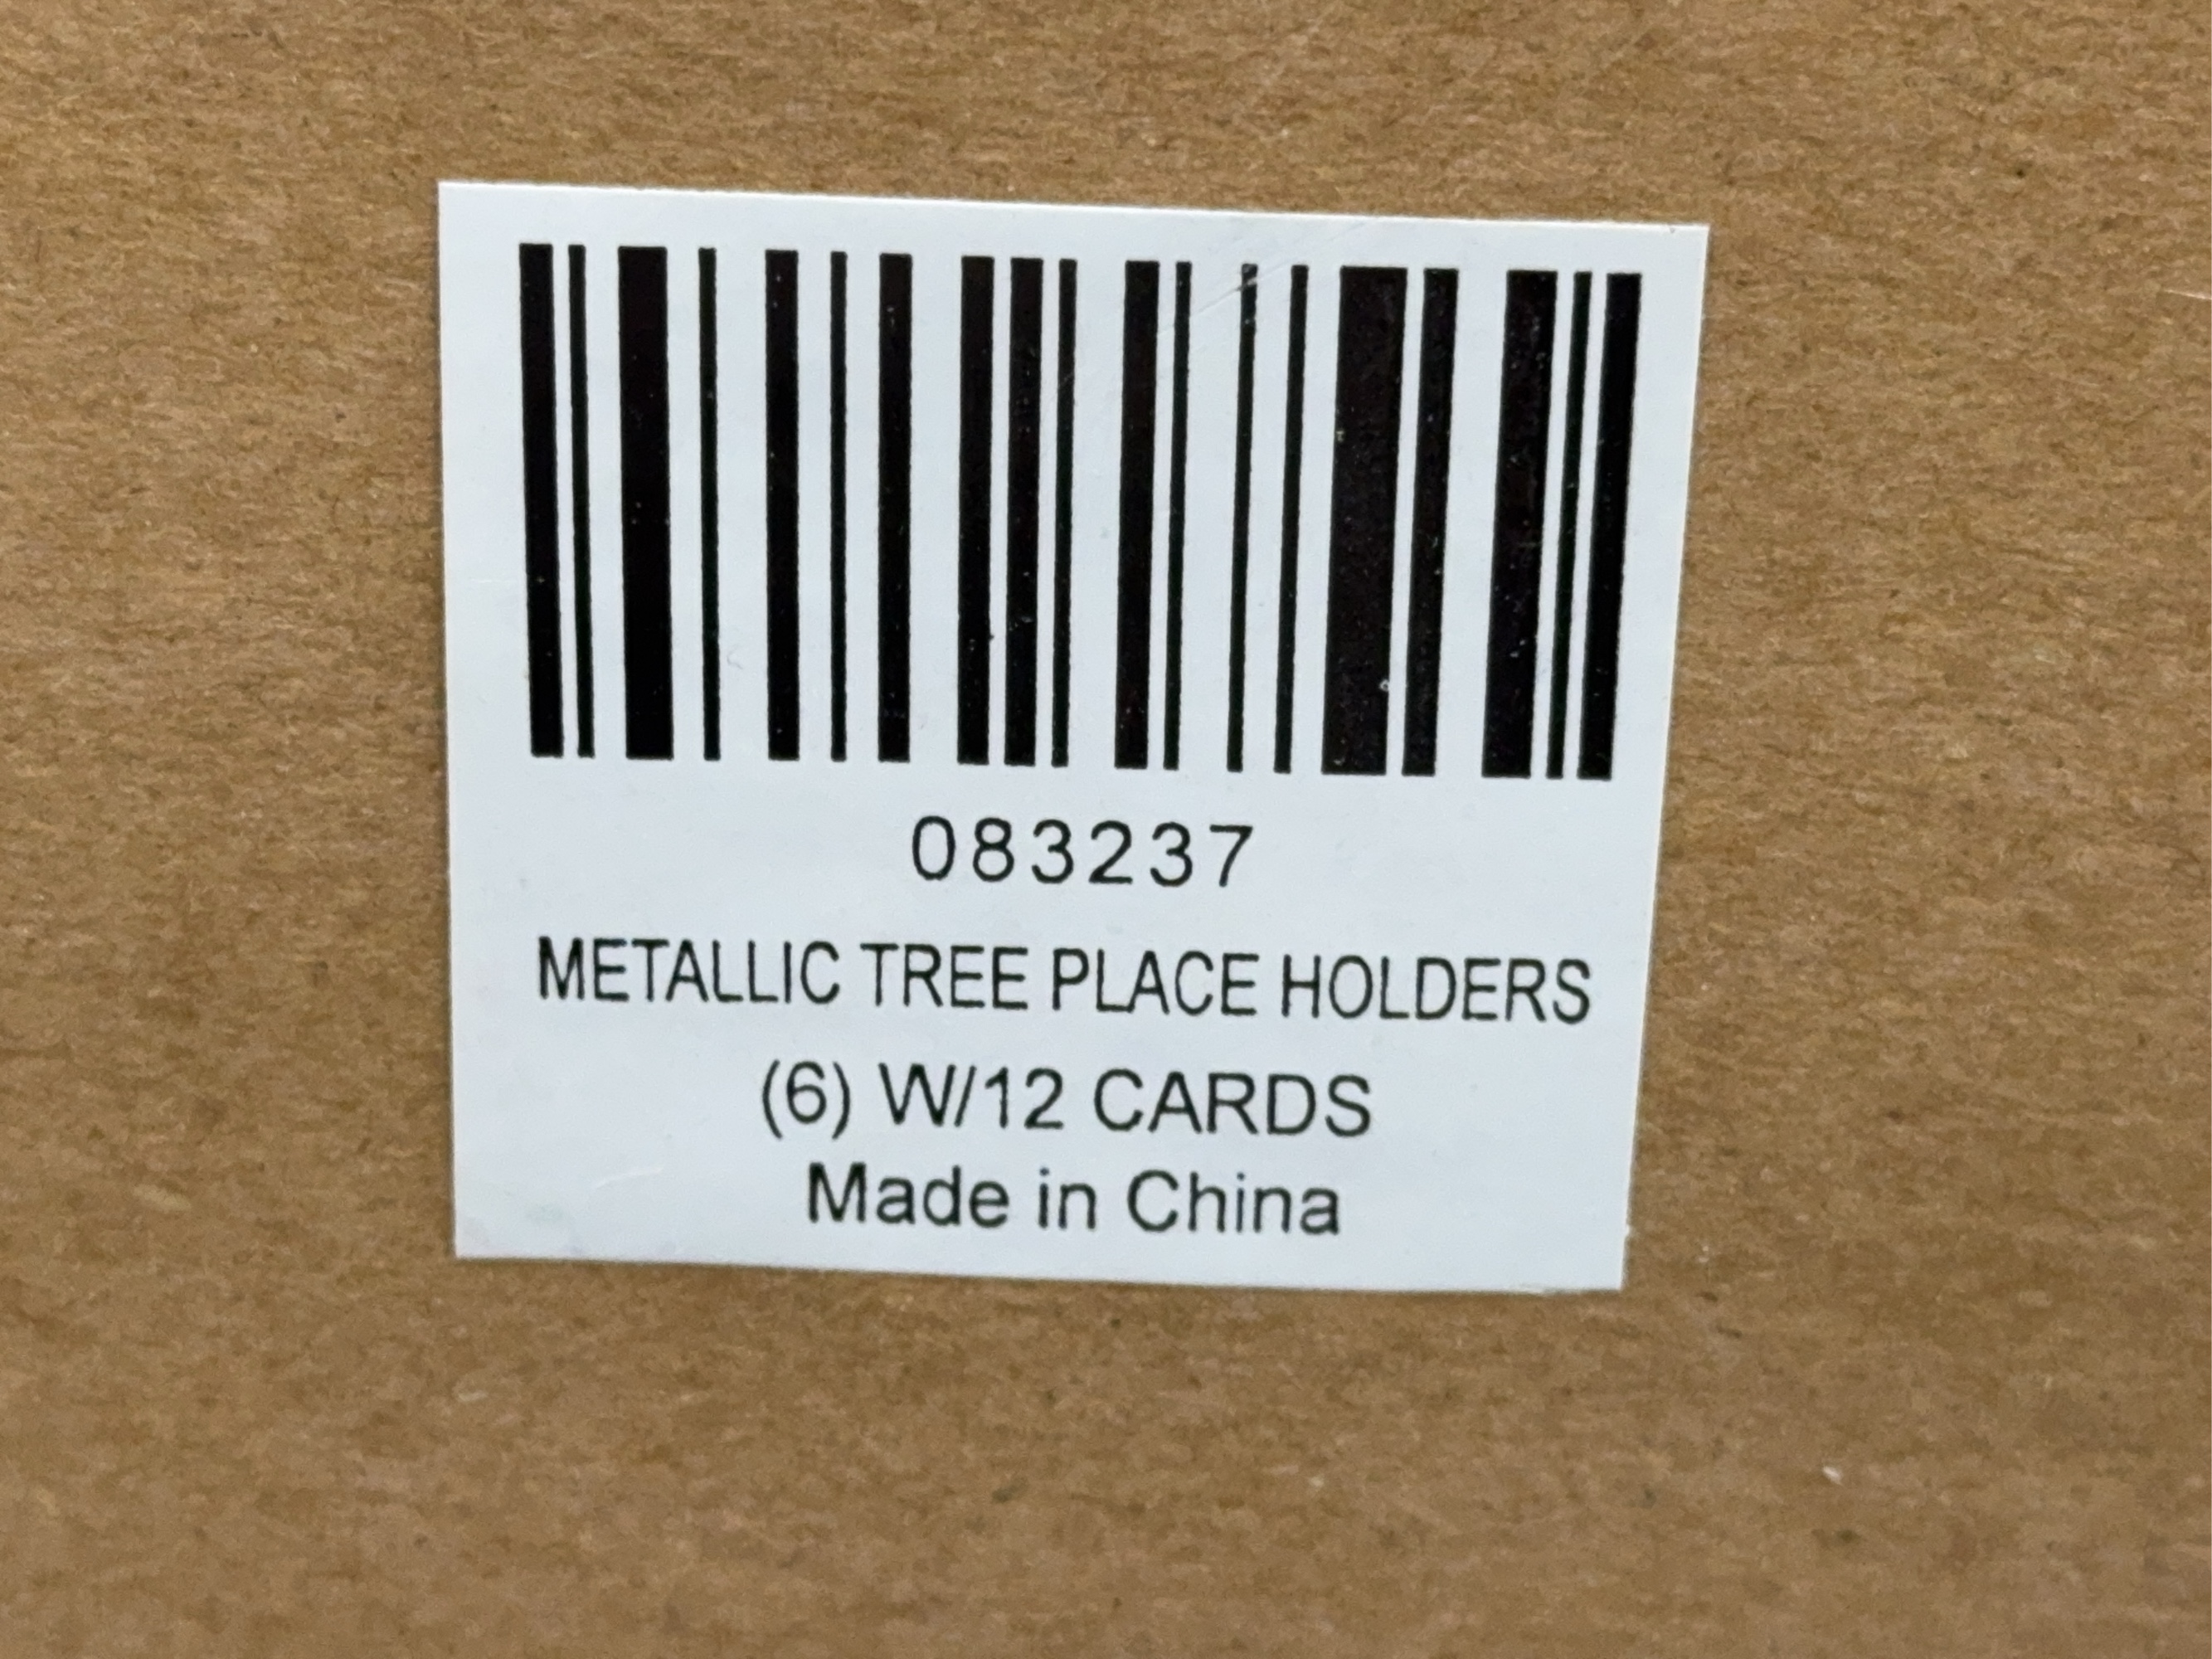 083237
METALLIC TREE PLACE HOLDERS
(6) W/12 CARDS
Made in China